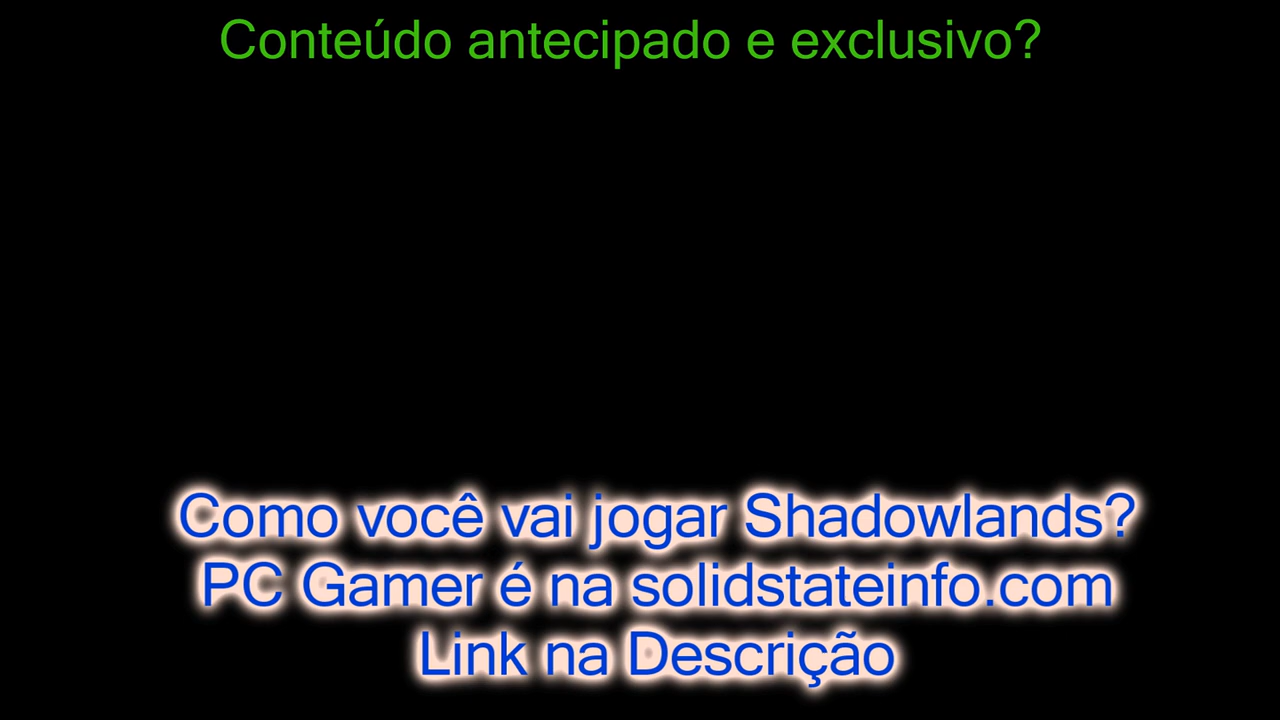 Conteúdo antecipado e exclusivo?
Como você vai jogar Shadowlands?
PC Gamer é na solidstateinfo.com
Link na Descrição